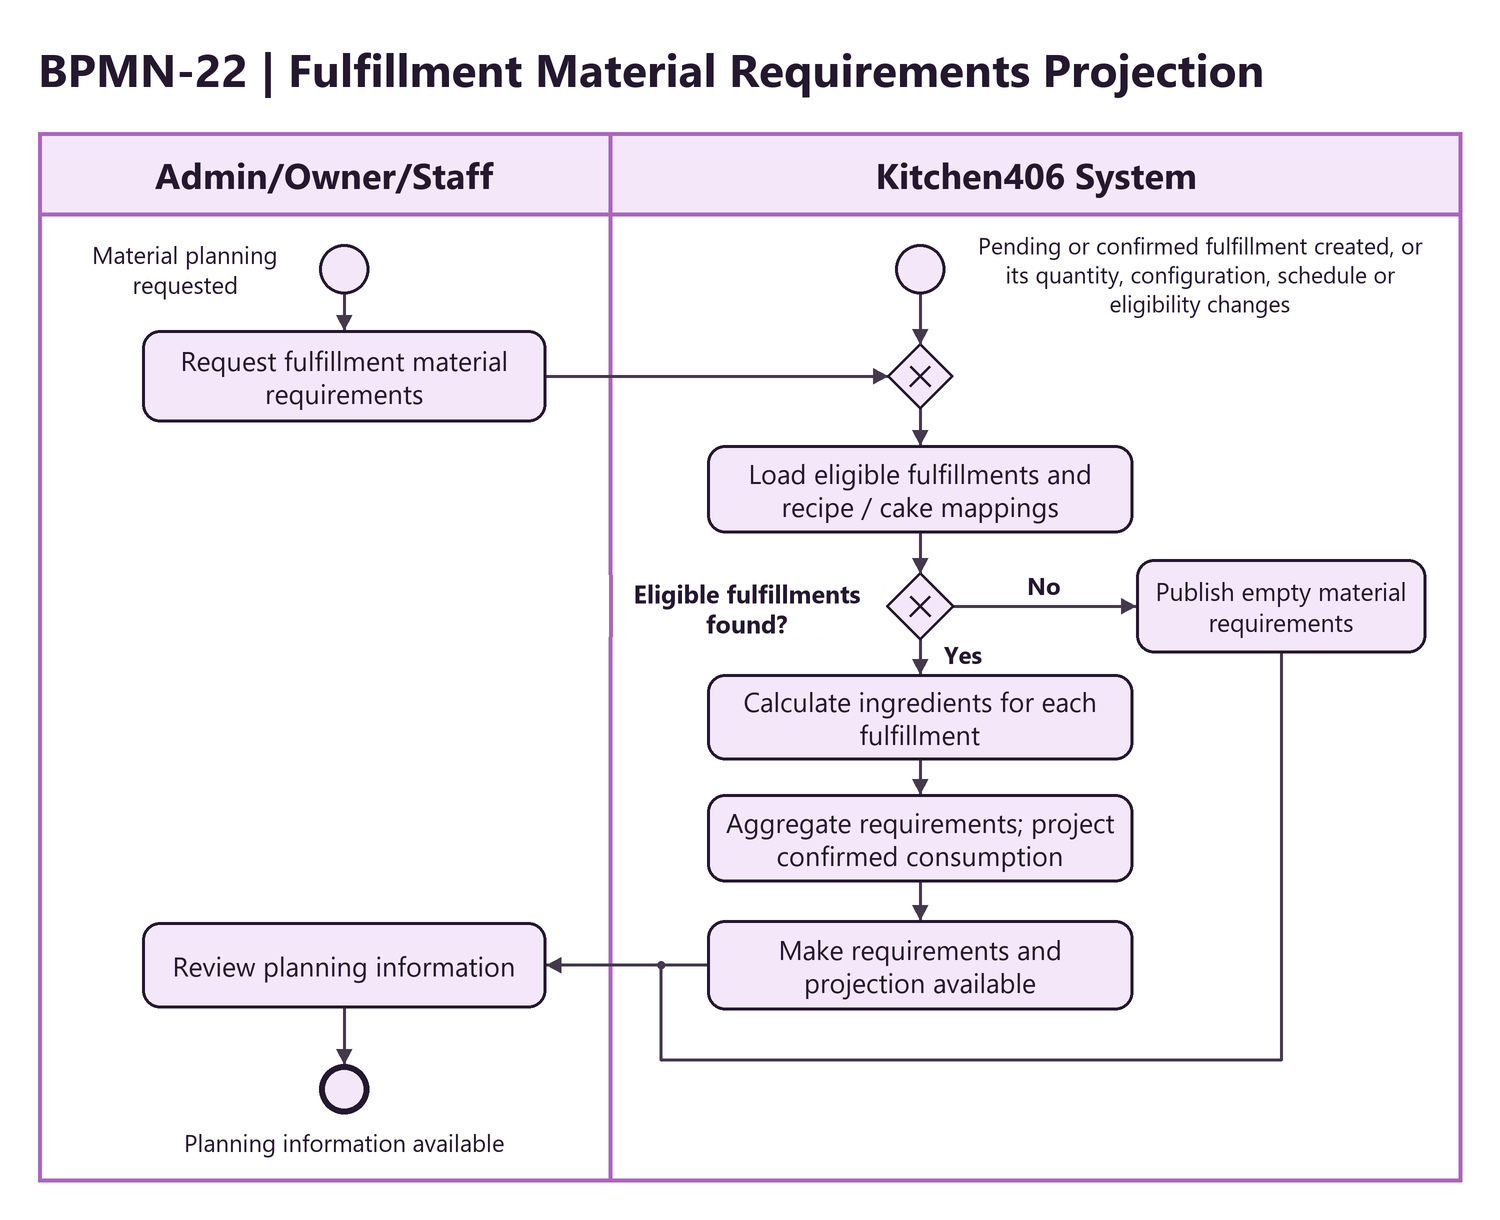 BPMN-22 | Fulfillment Material Requirements Projection
Admin/Owner/Staff
Kitchen406 System
Material planning
requested
Pending or confirmed fulfillment created, or
its quantity, configuration, schedule or
eligibility changes
Request fulfillment material
requirements
Load eligible fulfillments and
recipe / cake mappings
Eligible fulfillments
found?
No
Publish empty material
requirements
Yes
Calculate ingredients for each
fulfillment
Aggregate requirements; project
confirmed consumption
Make requirements and
projection available
Review planning information
Planning information available